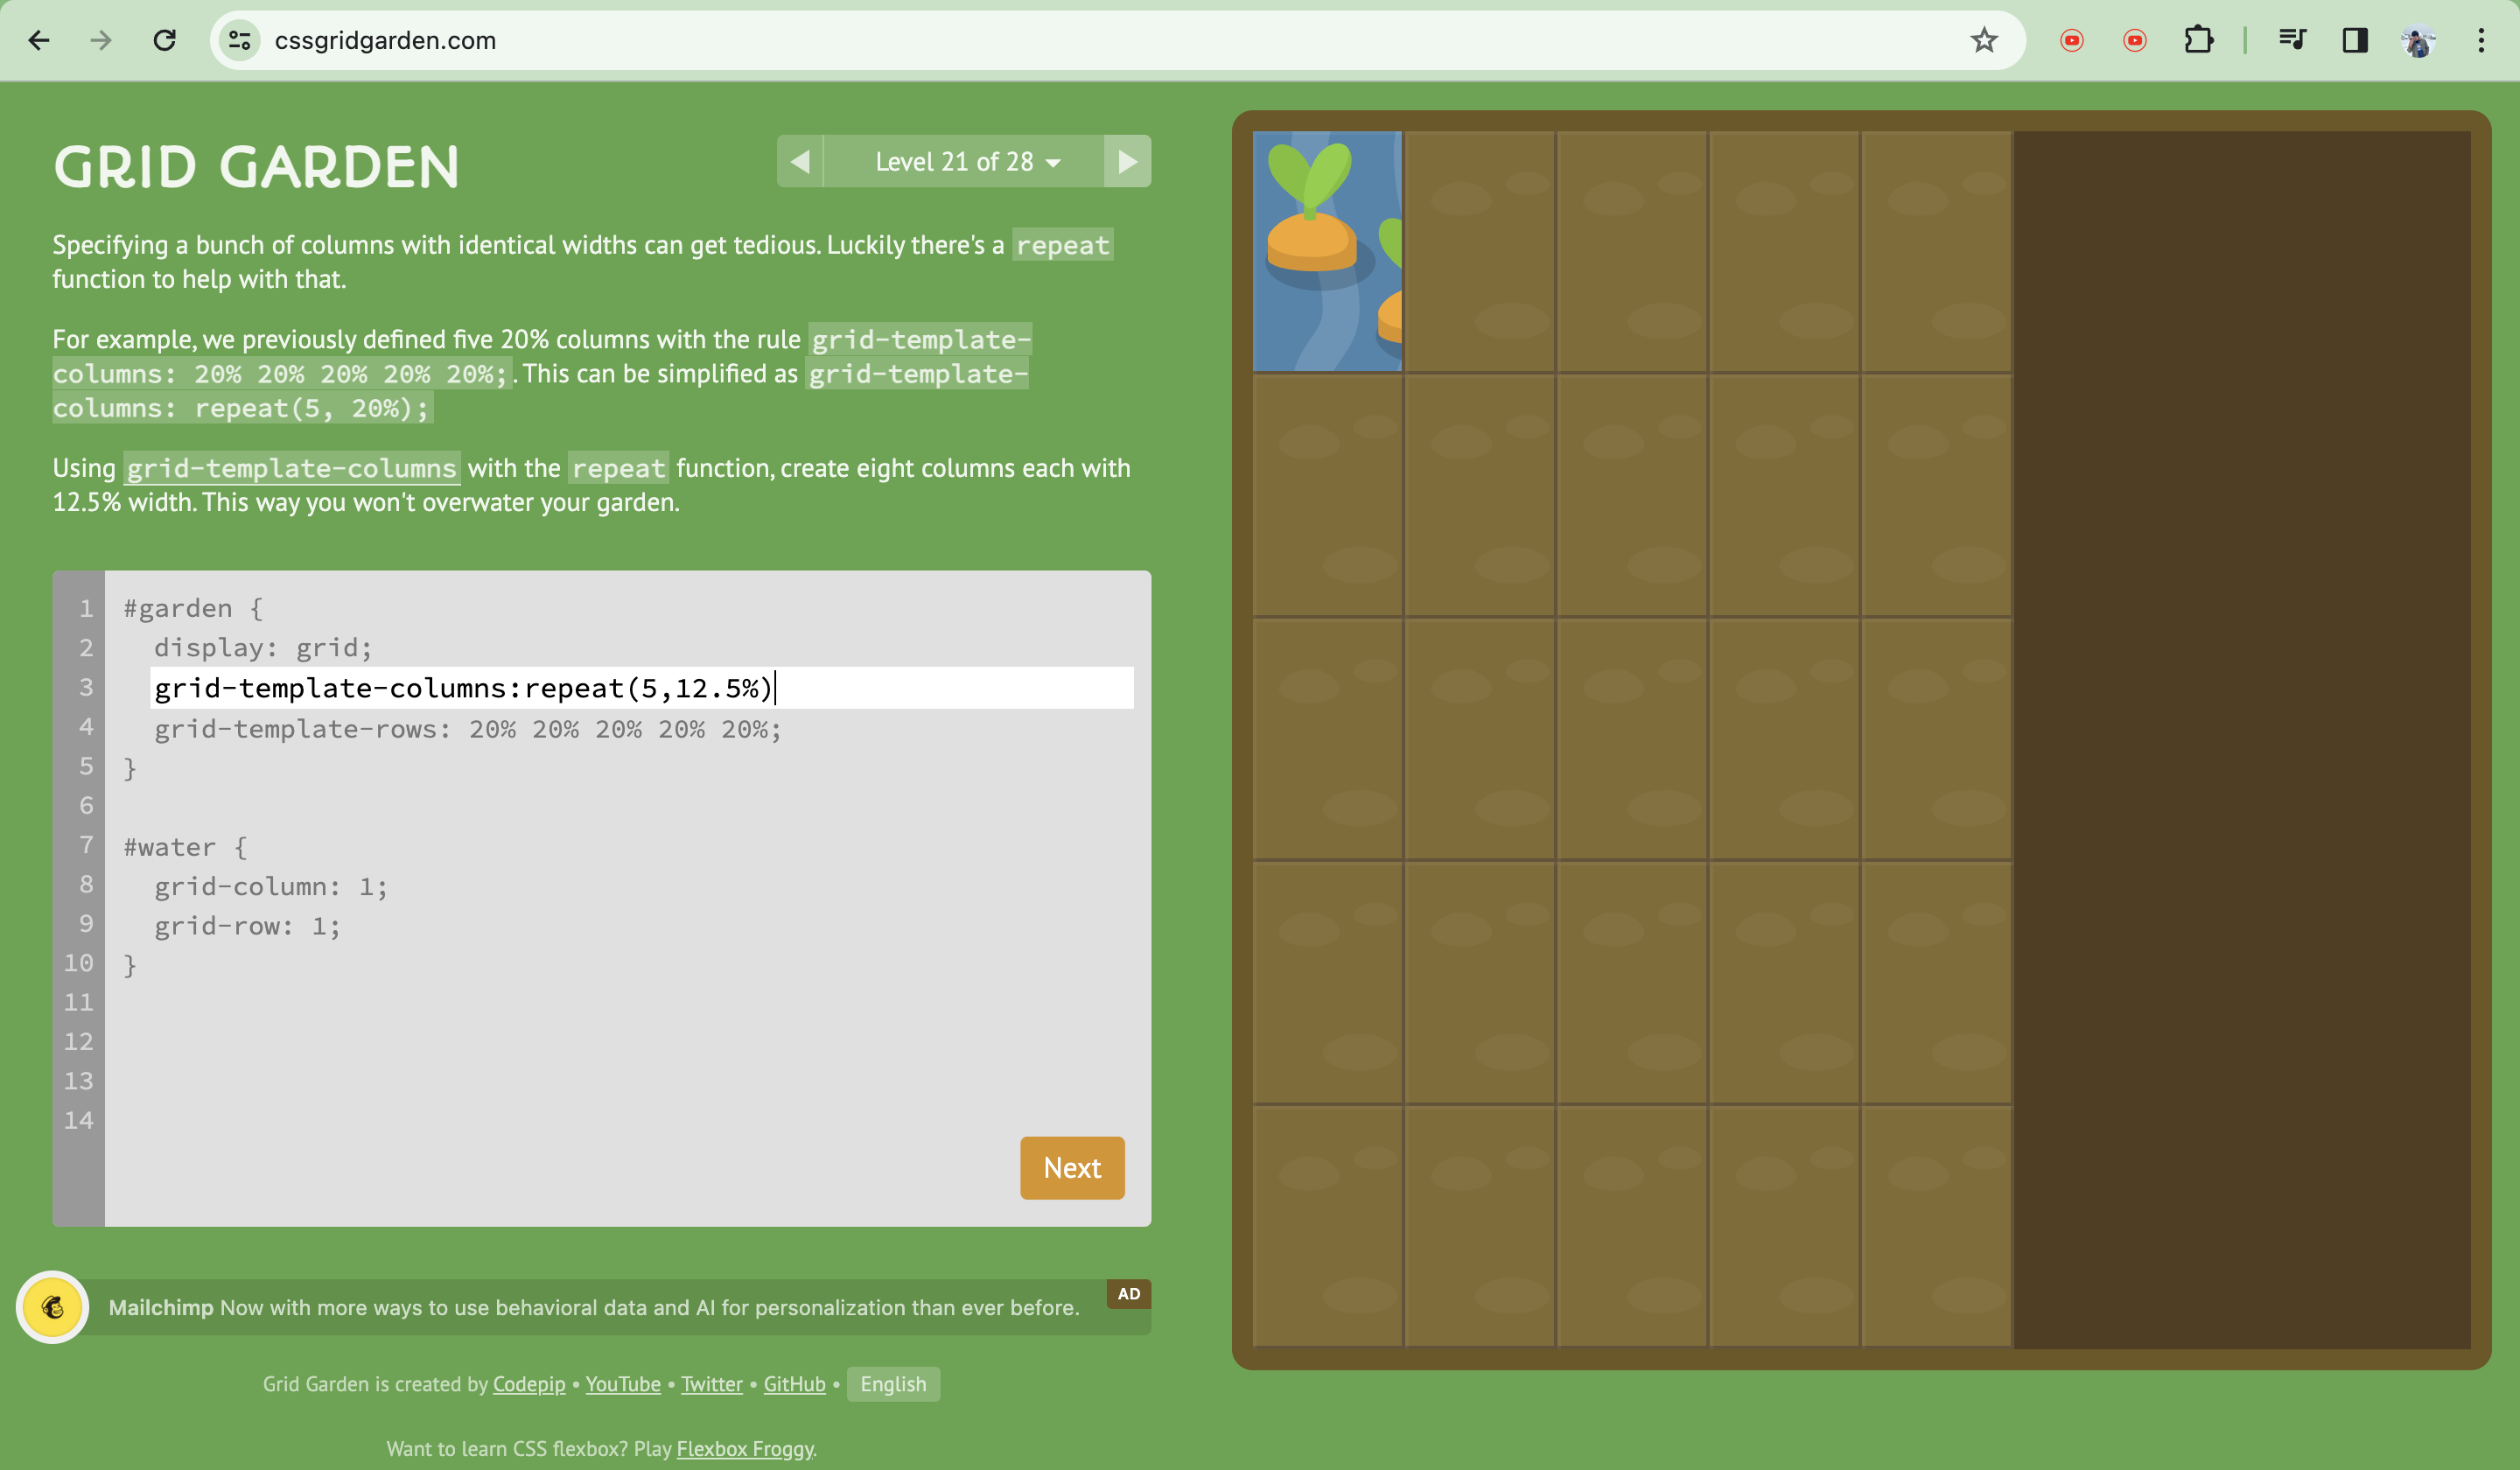 cssgridgarden.com
GRID GARDEN
Level 21 of 28
Specifying a bunch of columns with identical widths can get tedious. Luckily there's a repeat
function to help with that.
For example, we previously defined five 20% columns with the rule grid-template-
columns: 20% 20% 20% 20% 20%;. This can be simplified as grid-template-
columns: repeat(5, 20%);
Using grid-template-columns with the repeat function, create eight columns each with
12.5% width. This way you won't overwater your garden.
1 #garden {
2 display: grid;
3 grid-template-columns:repeat(5,12.5%)
4 grid-template-rows: 20% 20% 20% 20% 20%;
5 }
6
7 #water {
8 grid-column: 1;
9 grid-row: 1;
10 }
11
12
13
14
Next
AD
Mailchimp Now with more ways to use behavioral data and AI for personalization than ever before.
Grid Garden is created by Codepip • YouTube • Twitter • GitHub • English
Want to learn CSS flexbox? Play Flexbox Froggy.